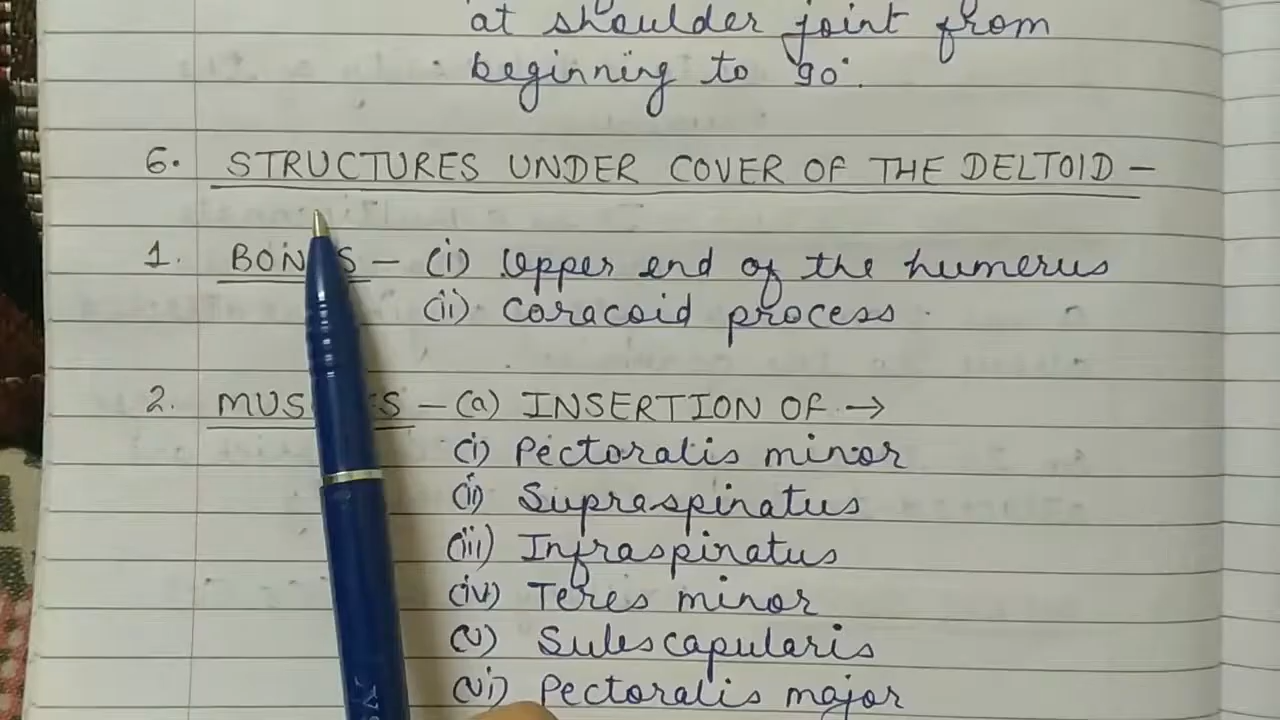 at shoulder joint from
beginning to 90°.
6. STRUCTURES UNDER COVER OF THE DELTOID -
1. BONES - (i) Upper end of the humerus
(ii) Coracoid process
2. MUSCLES - (a) INSERTION OF →
(i) Pectoralis minor
(ii) Supraspinatus
(iii) Infraspinatus
(iv) Teres minor
(v) Subscapularis
(vi) Pectoralis major